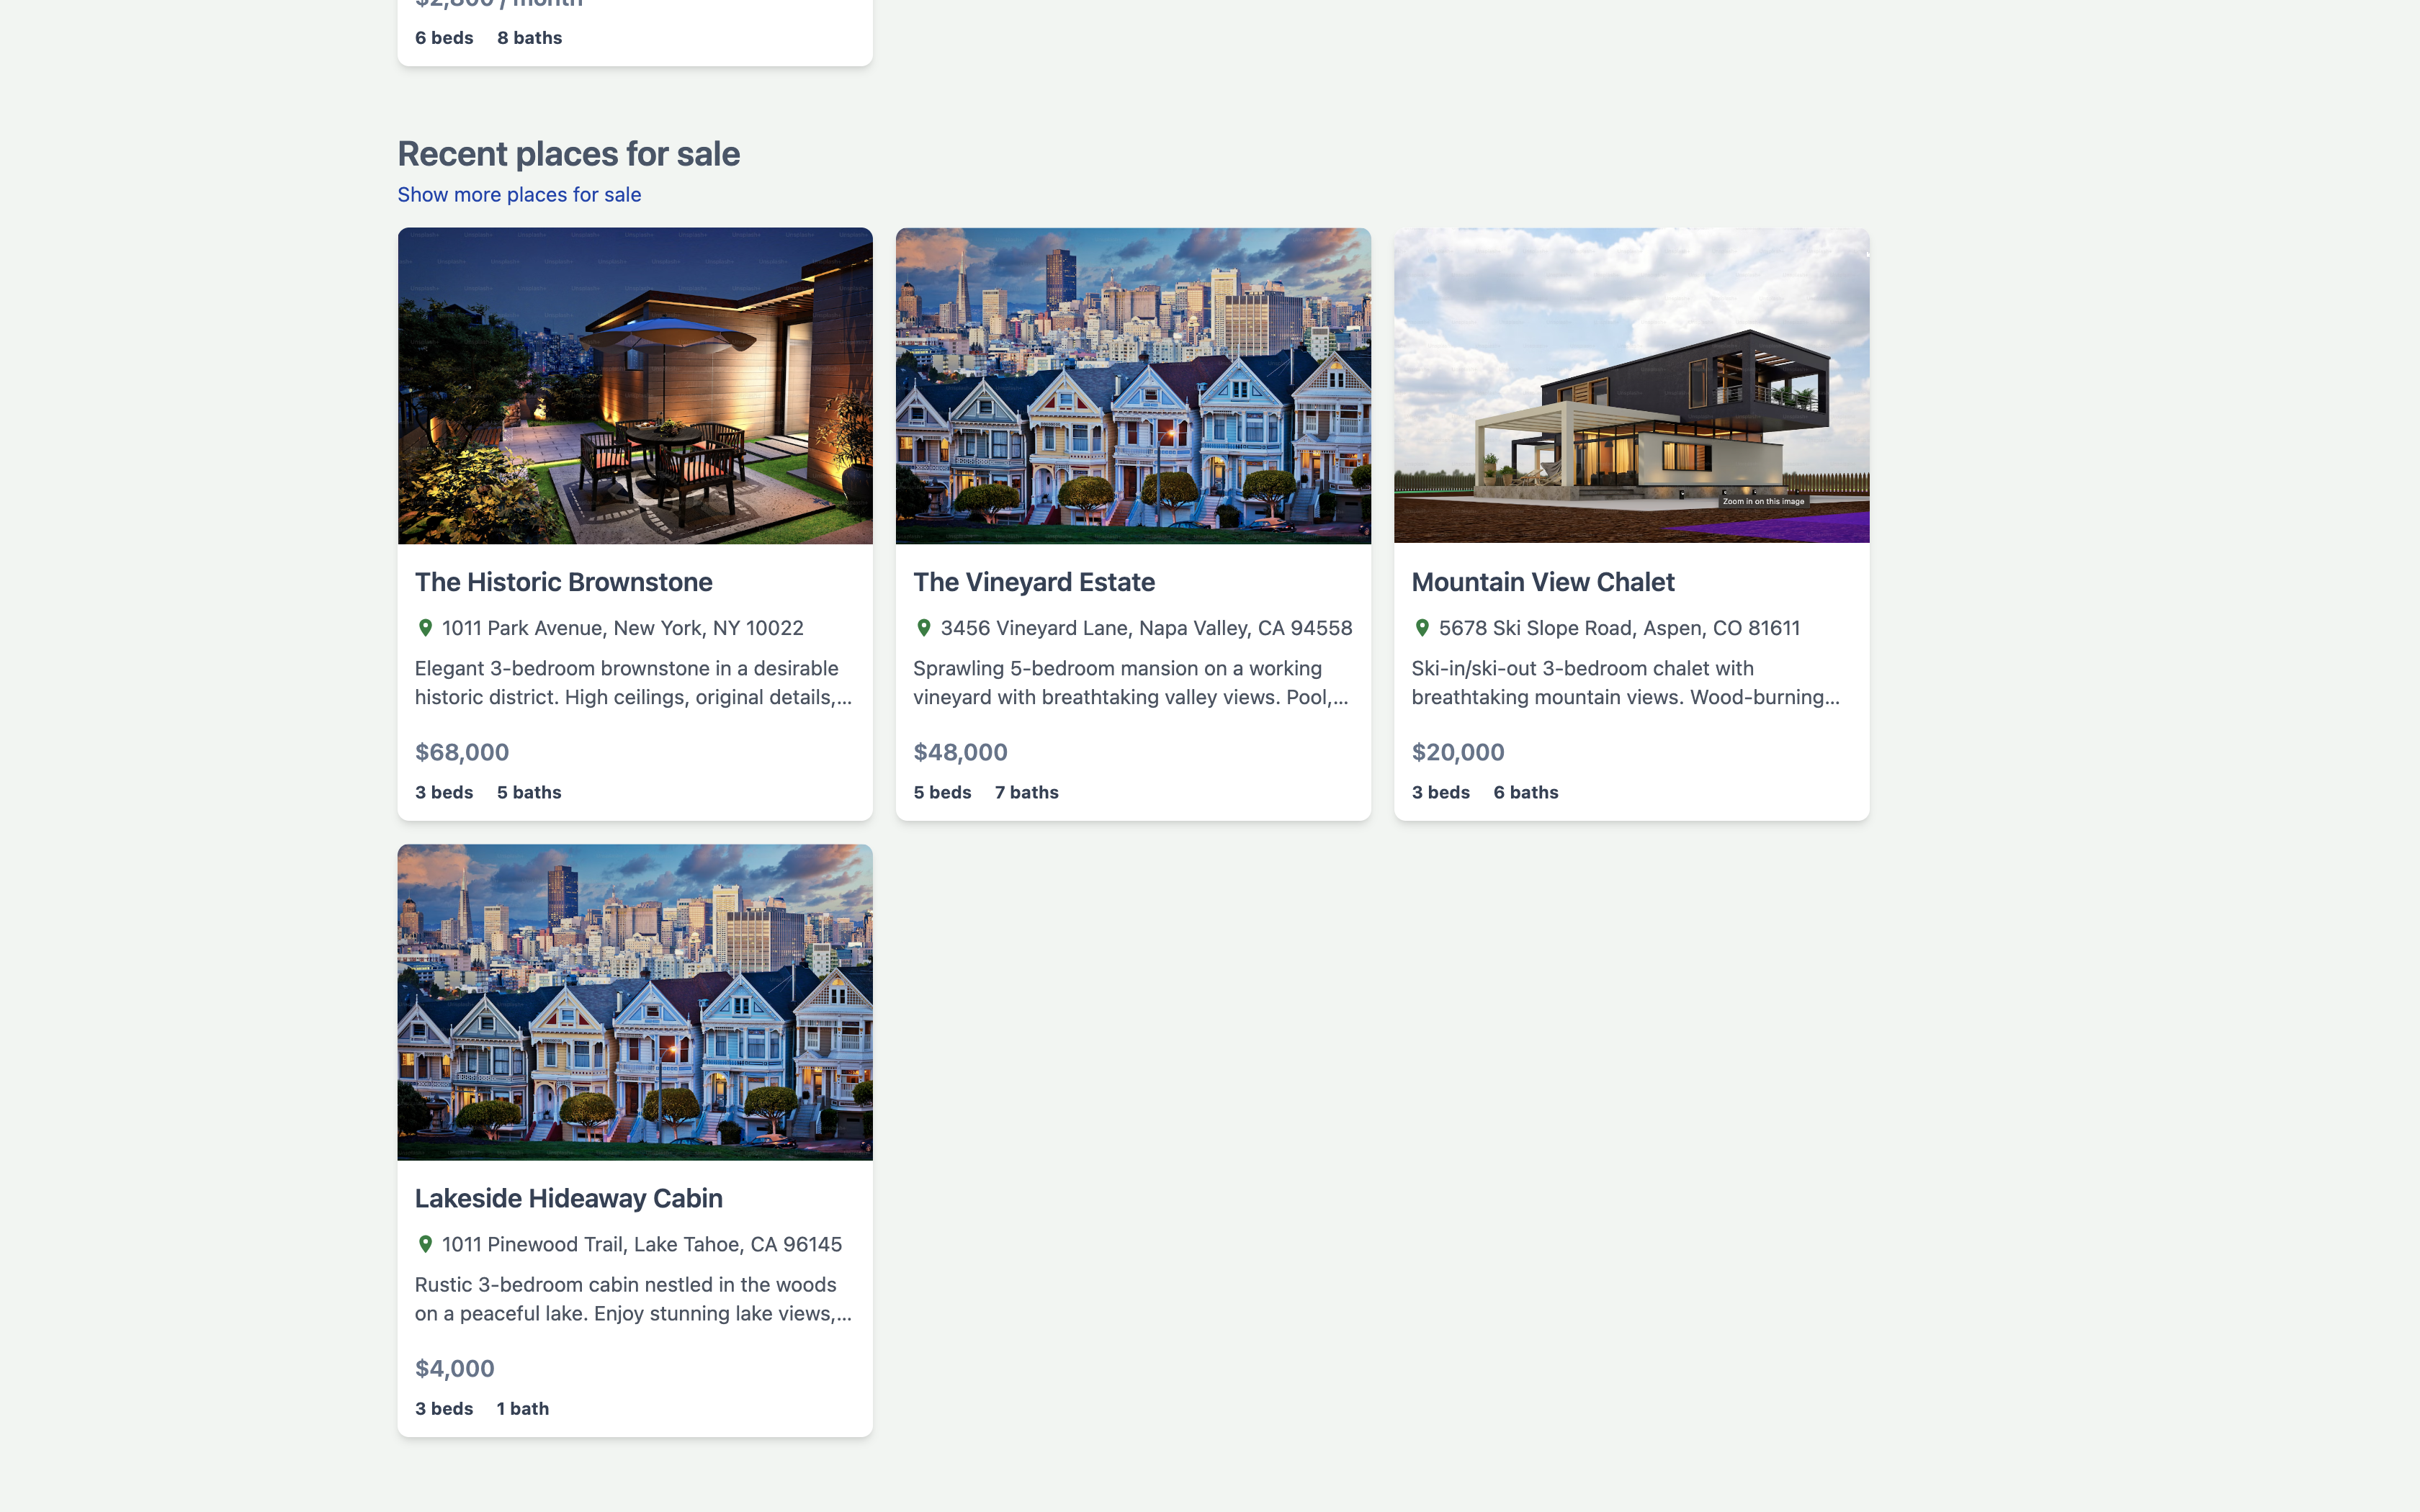 $2,800 / month
6 beds 8 baths
Recent places for sale
Show more places for sale
The Historic Brownstone
1011 Park Avenue, New York, NY 10022
Elegant 3-bedroom brownstone in a desirable
historic district. High ceilings, original details,...
$68,000
3 beds 5 baths
The Vineyard Estate
3456 Vineyard Lane, Napa Valley, CA 94558
Sprawling 5-bedroom mansion on a working
vineyard with breathtaking valley views. Pool,...
$48,000
5 beds 7 baths
Zoom in on this image
Mountain View Chalet
5678 Ski Slope Road, Aspen, CO 81611
Ski-in/ski-out 3-bedroom chalet with
breathtaking mountain views. Wood-burning...
$20,000
3 beds 6 baths
Lakeside Hideaway Cabin
1011 Pinewood Trail, Lake Tahoe, CA 96145
Rustic 3-bedroom cabin nestled in the woods
on a peaceful lake. Enjoy stunning lake views,...
$4,000
3 beds 1 bath